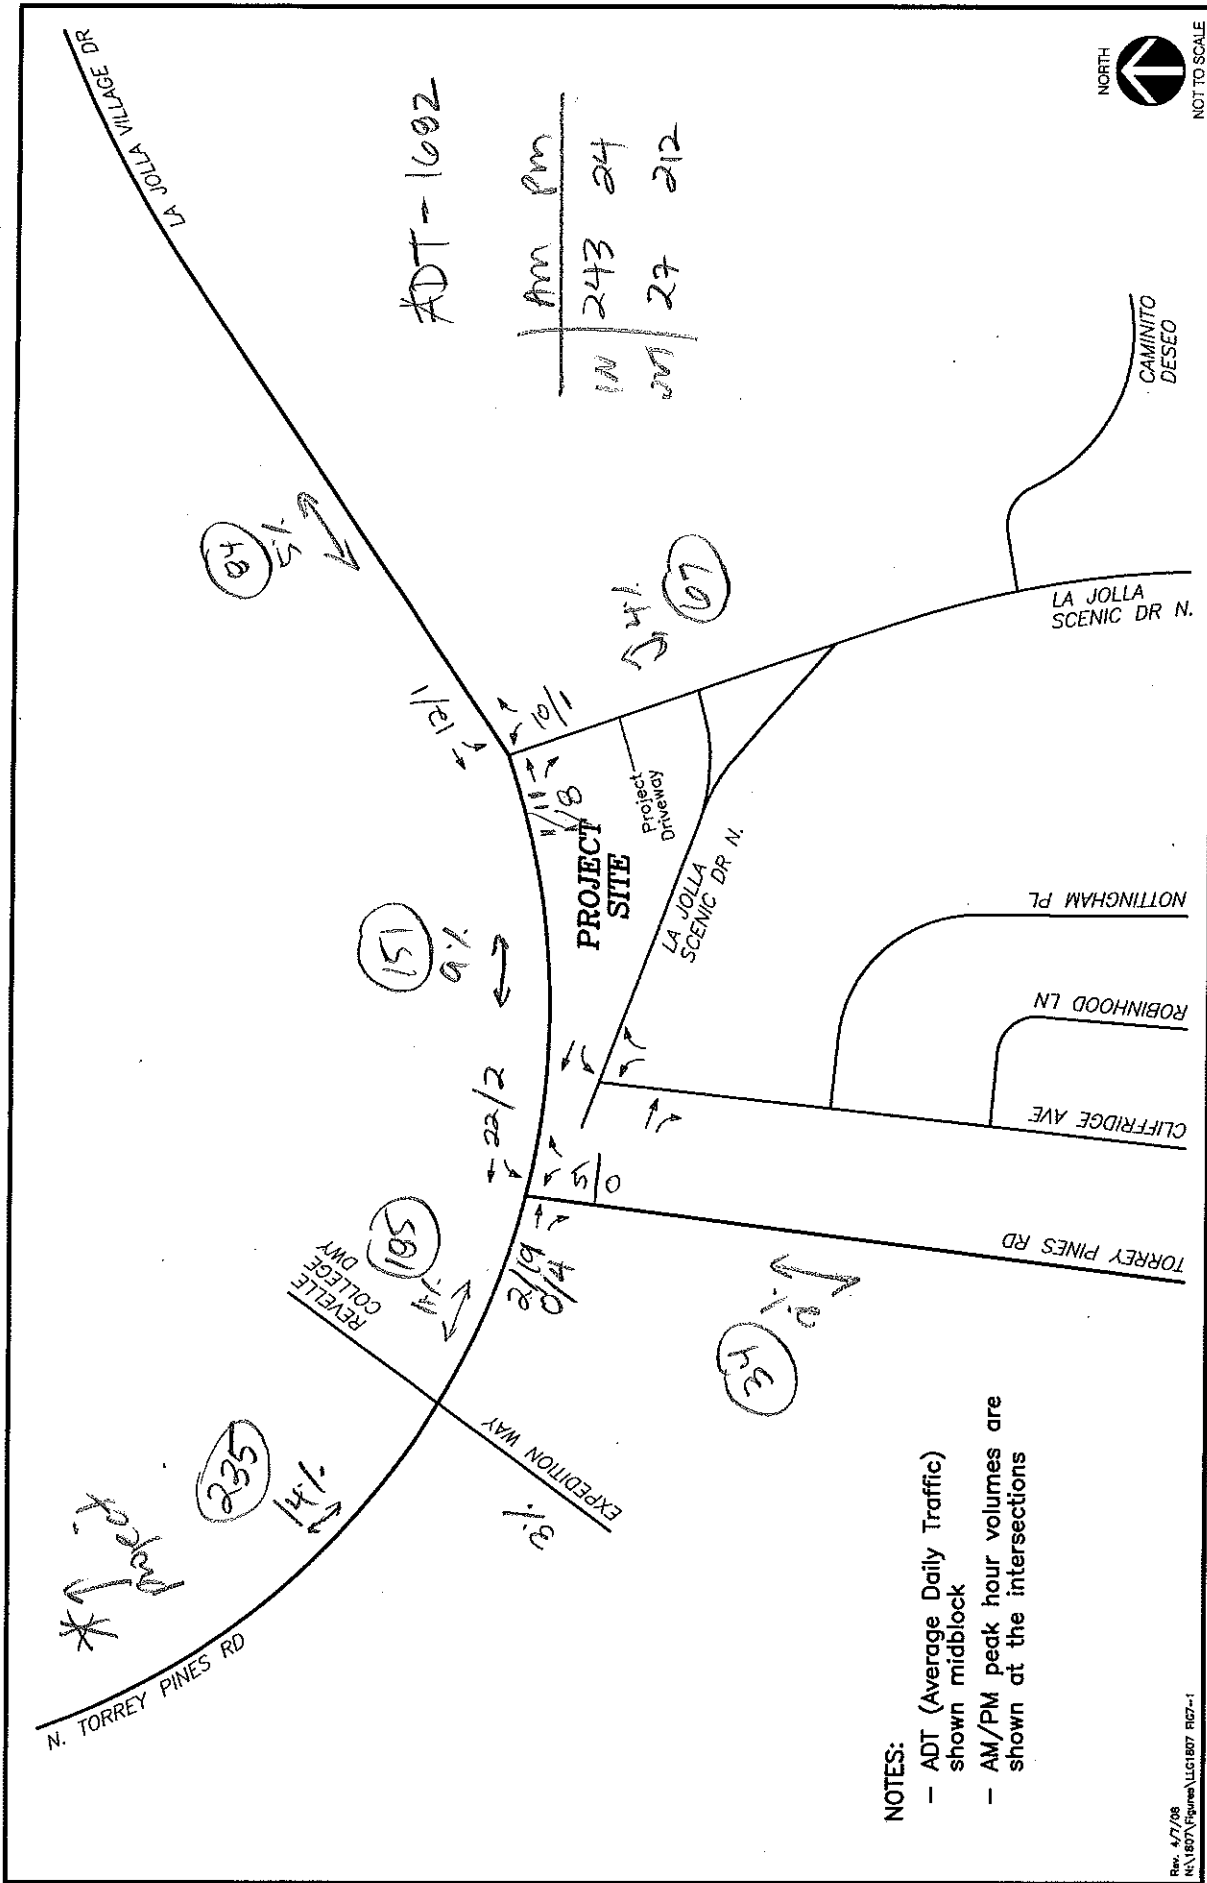 NORTH
NOT TO SCALE
LA JOLLA VILLAGE DR
ADT - 1682
Am Pm
IN 243 24
OUT 27 212
84
5%
4%
67
12/1
10/1
1/11
1/8
PROJECT
SITE
Project
Driveway
LA JOLLA
SCENIC DR N.
LA JOLLA
SCENIC DR N.
CAMINITO
DESEO
151
9%
22/2
NOTTINGHAM PL
ROBINHOOD LN
CLIFFRIDGE AVE
TORREY PINES RD
5/0
2/19
0/4
185
11%
REVELLE
COLLEGE DWY
2%
34
EXPEDITION WAY
3%
235
14%
* project
N. TORREY PINES RD
NOTES:
- ADT (Average Daily Traffic)
shown midblock
- AM/PM peak hour volumes are
shown at the intersections
Rev. 4/7/08
N:\1807\Figures\LLG1807 FIG7-1